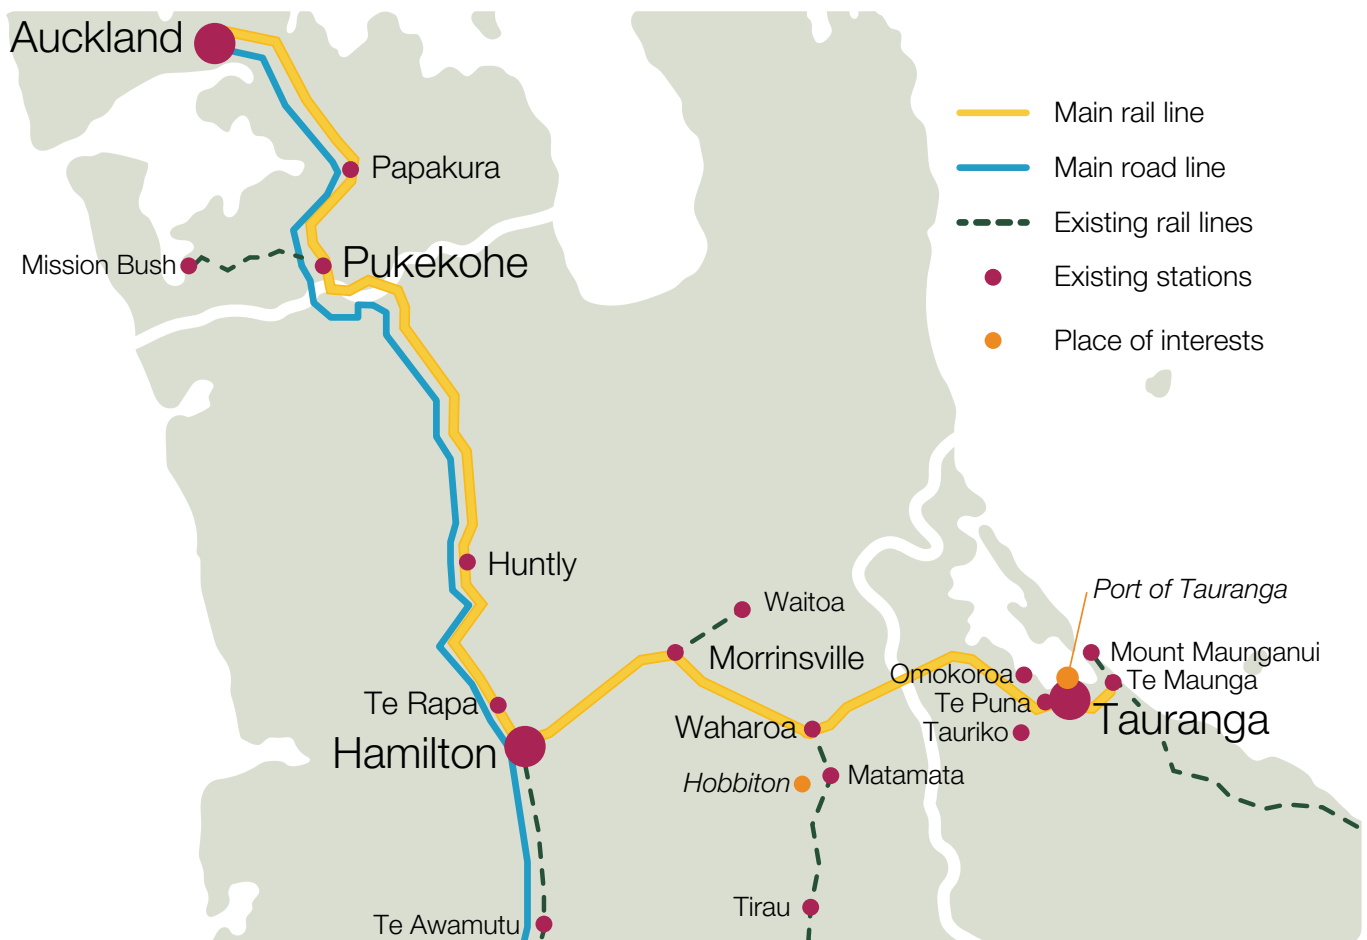 Auckland
Main rail line
Papakura
Main road line
Existing rail lines
Mission Bush
Pukekohe
Existing stations
Place of interests
Huntly
Port of Tauranga
Waitoa
Morrinsville
Mount Maunganui
Omokoroa
Te Maunga
Te Rapa
Te Puna
Waharoa
Tauranga
Tauriko
Hamilton
Hobbiton
Matamata
Tirau
Te Awamutu